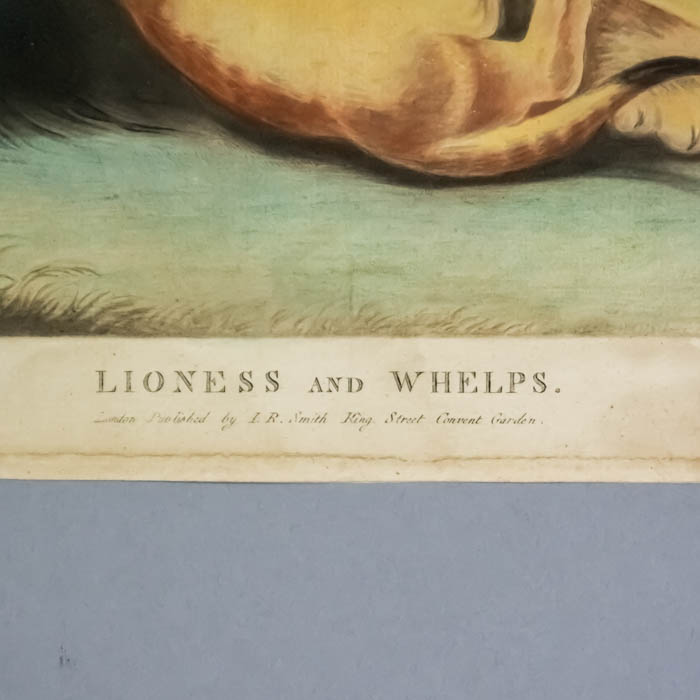 LIONESS AND WHELPS.
London Published by I. R. Smith King Street Convent Garden.